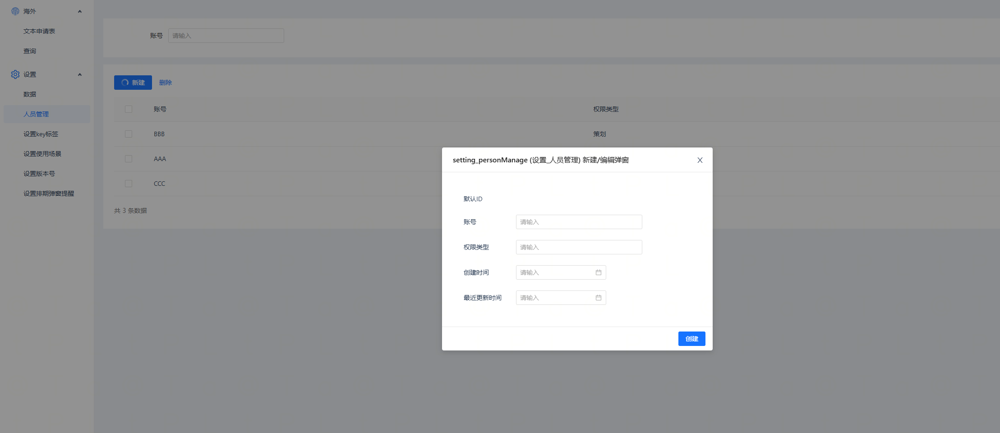 海外
文本申请表
查询
设置
数据
人员管理
设置key标签
设置使用场景
设置版本号
设置排期弹窗提醒
账号 请输入
新建 删除
账号 权限类型
BBB 策划
AAA
CCC
共 3 条数据
setting_personManage (设置_人员管理) 新建/编辑弹窗
默认ID
账号 请输入
权限类型 请输入
创建时间 请输入
最近更新时间 请输入
创建